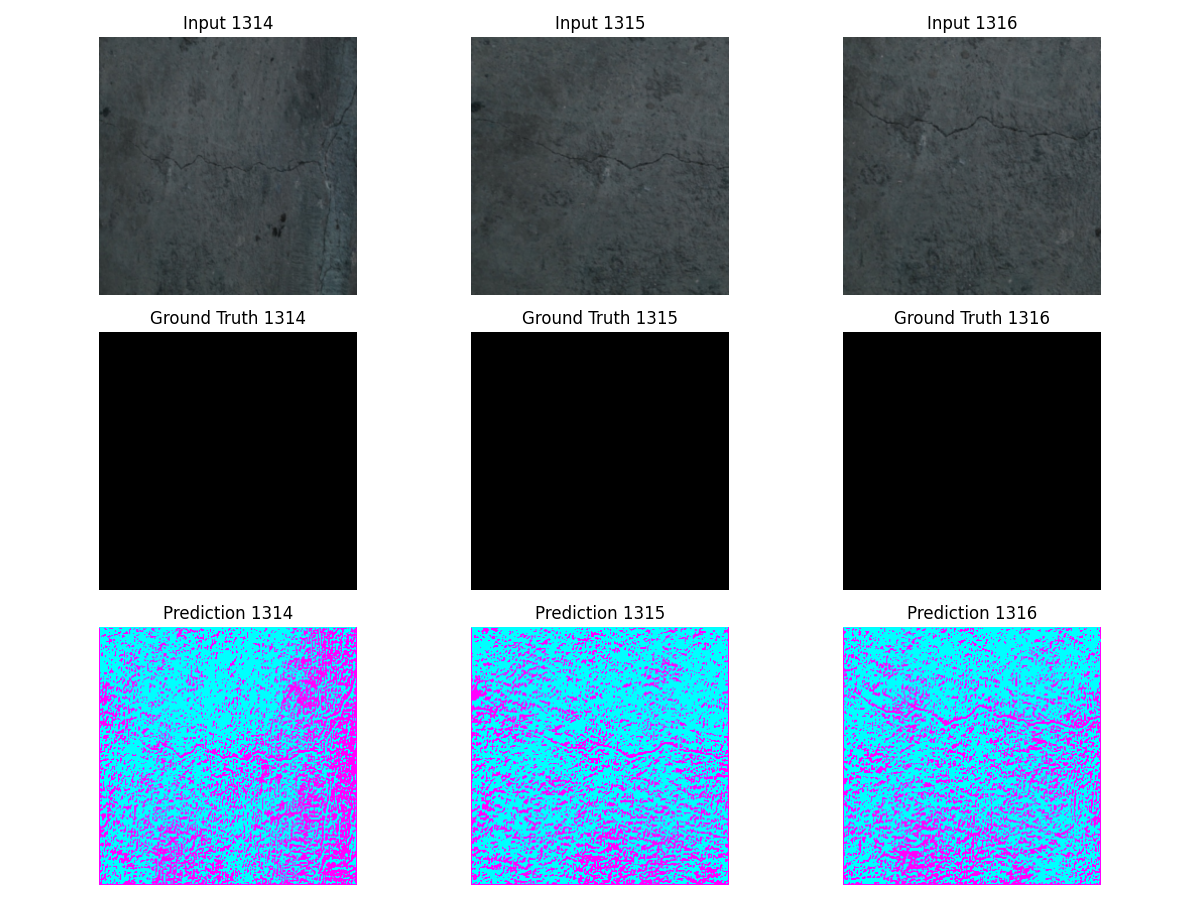 Input 1314
Input 1315
Input 1316
Ground Truth 1314
Ground Truth 1315
Ground Truth 1316
Prediction 1314
Prediction 1315
Prediction 1316